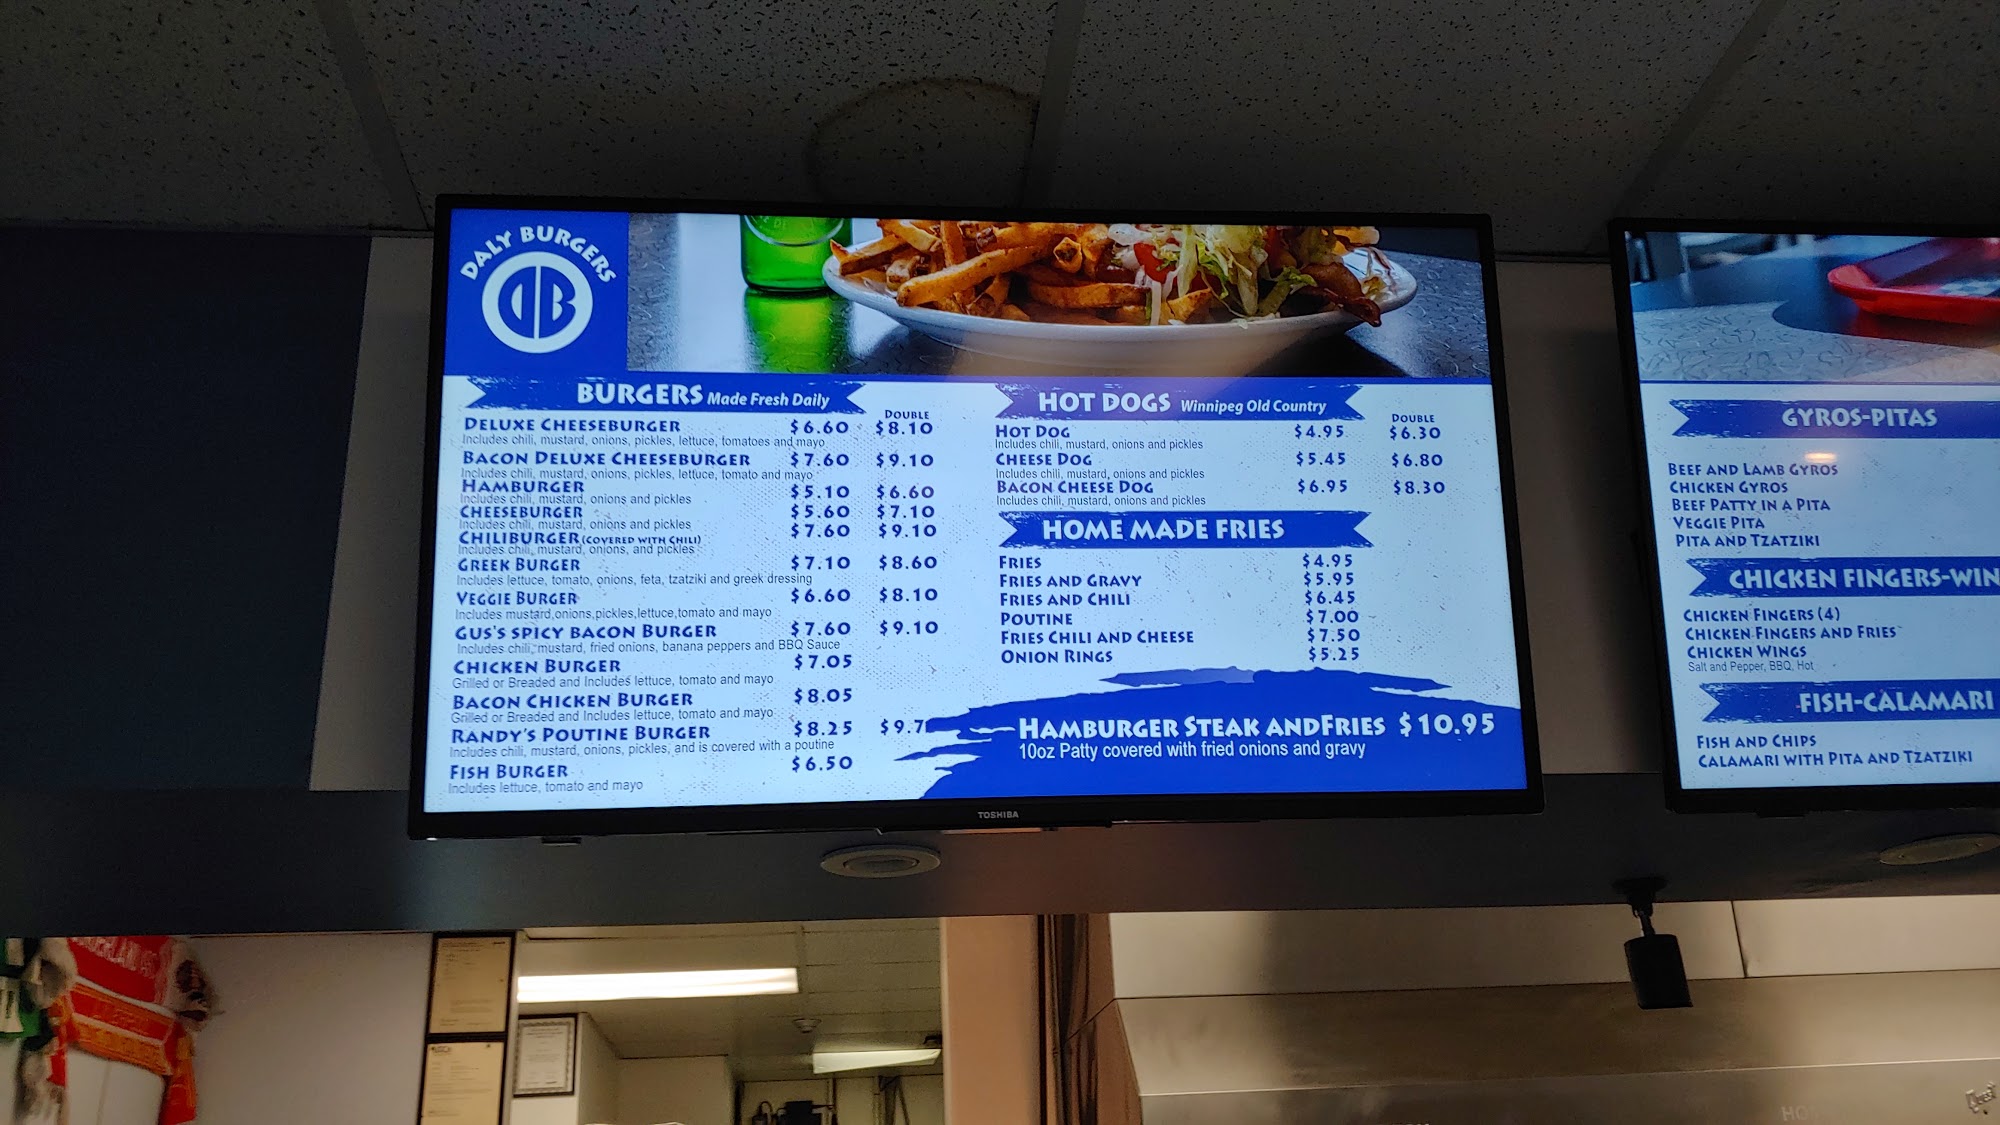 DALY BURGERS
DB
BURGERS Made Fresh Daily
DOUBLE
DELUXE CHEESEBURGER $6.60 $8.10
Includes chili, mustard, onions, pickles, lettuce, tomatoes and mayo
BACON DELUXE CHEESEBURGER $7.60 $9.10
Includes chili, mustard, onions, pickles, lettuce, tomato and mayo
HAMBURGER $5.10 $6.60
Includes chili, mustard, onions and pickles
CHEESEBURGER $5.60 $7.10
Includes chili, mustard, onions and pickles
CHILIBURGER (COVERED WITH CHILI) $7.60 $9.10
Includes chili, mustard, onions, and pickles
GREEK BURGER $7.10 $8.60
Includes lettuce, tomato, onions, feta, tzatziki and greek dressing
VEGGIE BURGER $6.60 $8.10
Includes mustard,onions,pickles,lettuce,tomato and mayo
GUS'S SPICY BACON BURGER $7.60 $9.10
Includes chili, mustard, fried onions, banana peppers and BBQ Sauce
CHICKEN BURGER $7.05
Grilled or Breaded and Includes lettuce, tomato and mayo
BACON CHICKEN BURGER $8.05
Grilled or Breaded and Includes lettuce, tomato and mayo
RANDY'S POUTINE BURGER $8.25 $9.7
Includes chili, mustard, onions, pickles, and is covered with a poutine
FISH BURGER $6.50
Includes lettuce, tomato and mayo
HOT DOGS Winnipeg Old Country
DOUBLE
HOT DOG $4.95 $6.30
Includes chili, mustard, onions and pickles
CHEESE DOG $5.45 $6.80
Includes chili, mustard, onions and pickles
BACON CHEESE DOG $6.95 $8.30
Includes chili, mustard, onions and pickles
HOME MADE FRIES
FRIES $4.95
FRIES AND GRAVY $5.95
FRIES AND CHILI $6.45
POUTINE $7.00
FRIES CHILI AND CHEESE $7.50
ONION RINGS $5.25
HAMBURGER STEAK AND FRIES $10.95
10oz Patty covered with fried onions and gravy
TOSHIBA
GYROS-PITAS
BEEF AND LAMB GYROS
CHICKEN GYROS
BEEF PATTY IN A PITA
VEGGIE PITA
PITA AND TZATZIKI
CHICKEN FINGERS-WIN
CHICKEN FINGERS (4)
CHICKEN FINGERS AND FRIES
CHICKEN WINGS
Salt and Pepper, BBQ, Hot
FISH-CALAMARI
FISH AND CHIPS
CALAMARI WITH PITA AND TZATZIKI